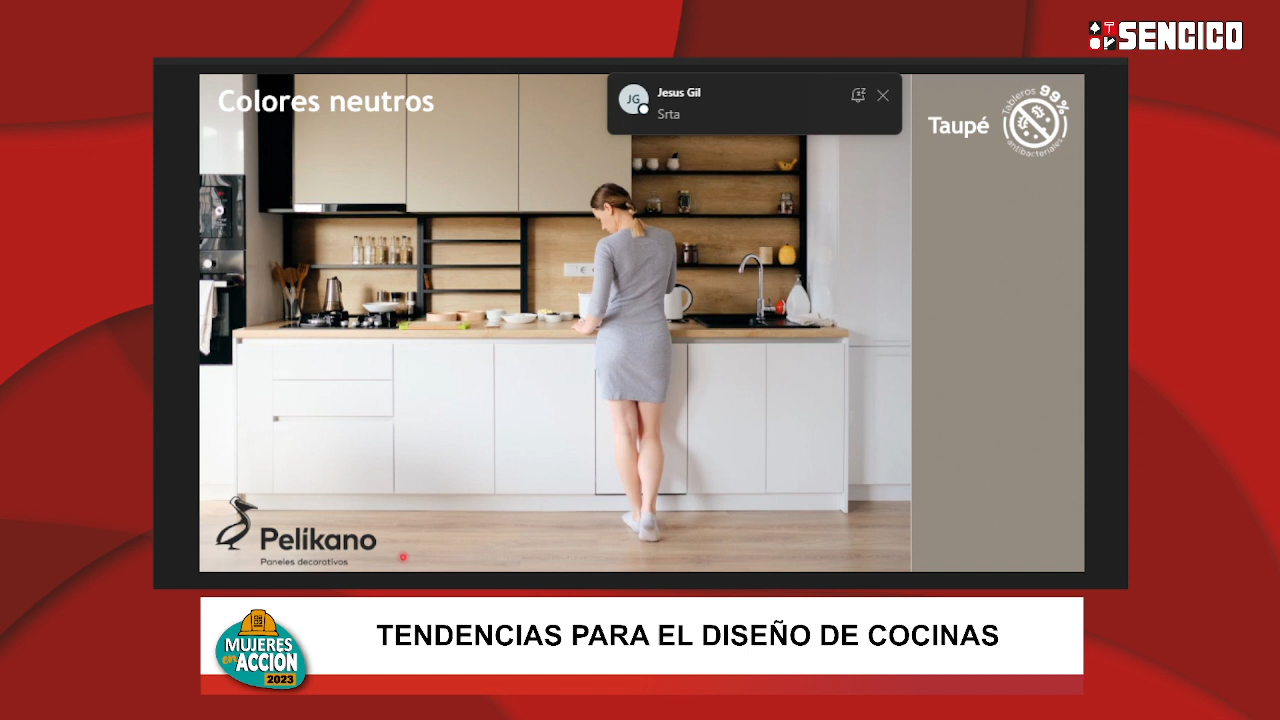 SENCICO
Colores neutros
JG
Jesus Gil
Srta
Taupé
Tableros 99%
antibacteriales
Pelíkano
Paneles decorativos
MUJERES
en ACCIÓN
2023
TENDENCIAS PARA EL DISEÑO DE COCINAS